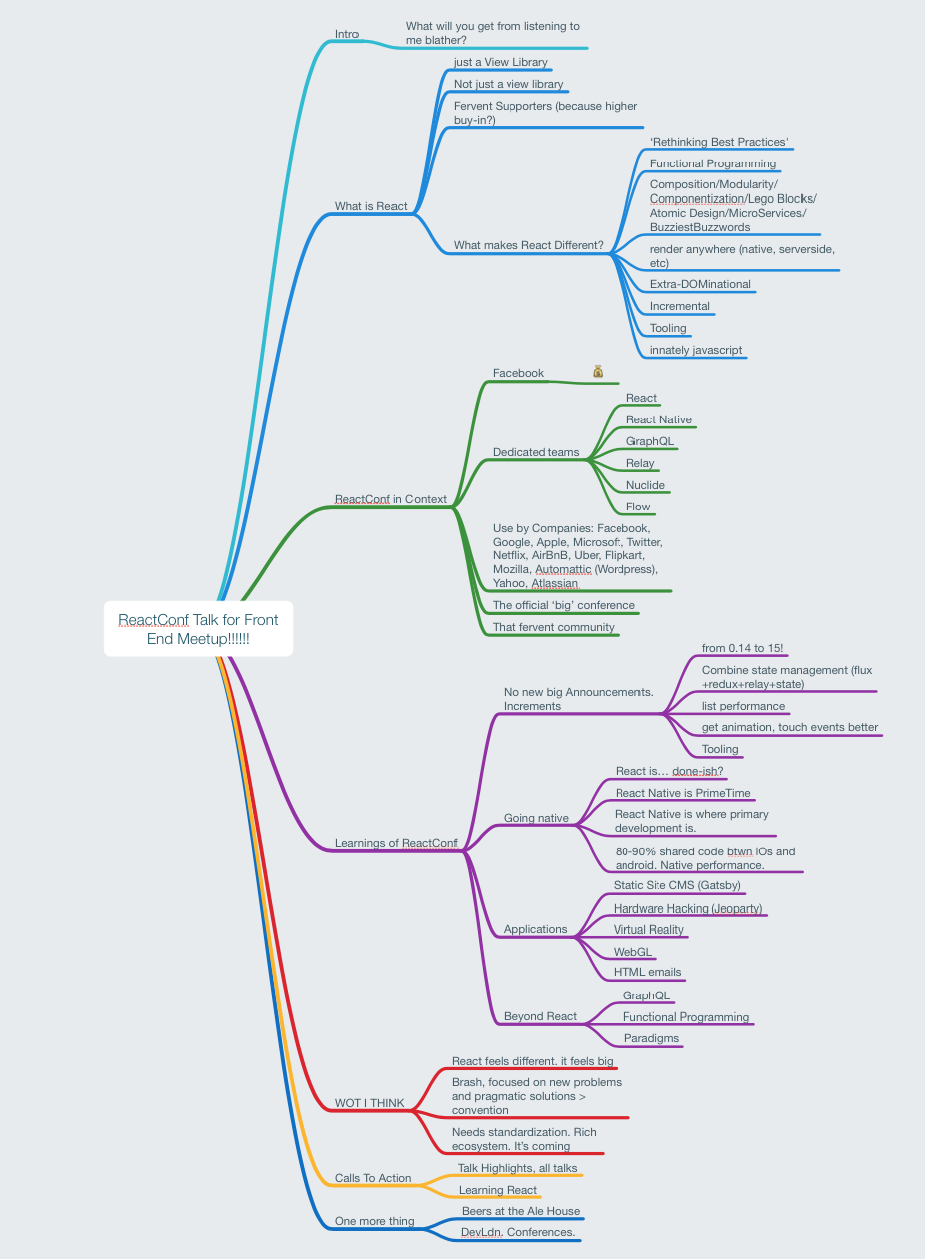 Intro
What will you get from listening to
me blather?
just a View Library
Not just a view library
Fervent Supporters (because higher
buy-in?)
What is React
What makes React Different?
'Rethinking Best Practices'
Functional Programming
Composition/Modularity/
Componentization/Lego Blocks/
Atomic Design/MicroServices/
BuzziestBuzzwords
render anywhere (native, serverside,
etc)
Extra-DOMinational
Incremental
Tooling
innately javascript
ReactConf in Context
Facebook
Dedicated teams
React
React Native
GraphQL
Relay
Nuclide
Flow
Use by Companies: Facebook,
Google, Apple, Microsoft, Twitter,
Netflix, AirBnB, Uber, Flipkart,
Mozilla, Automattic (Wordpress),
Yahoo, Atlassian
The official 'big' conference
That fervent community
ReactConf Talk for Front
End Meetup!!!!!!
Learnings of ReactConf
No new big Announcements.
Increments
from 0.14 to 15!
Combine state management (flux
+redux+relay+state)
list performance
get animation, touch events better
Tooling
Going native
React is... done-ish?
React Native is PrimeTime
React Native is where primary
development is.
80-90% shared code btwn IOs and
android. Native performance.
Applications
Static Site CMS (Gatsby)
Hardware Hacking (Jeoparty)
Virtual Reality
WebGL
HTML emails
Beyond React
GraphQL
Functional Programming
Paradigms
WOT I THINK
React feels different. it feels big
Brash, focused on new problems
and pragmatic solutions >
convention
Needs standardization. Rich
ecosystem. It's coming
Calls To Action
Talk Highlights, all talks
Learning React
One more thing
Beers at the Ale House
DevLdn. Conferences.